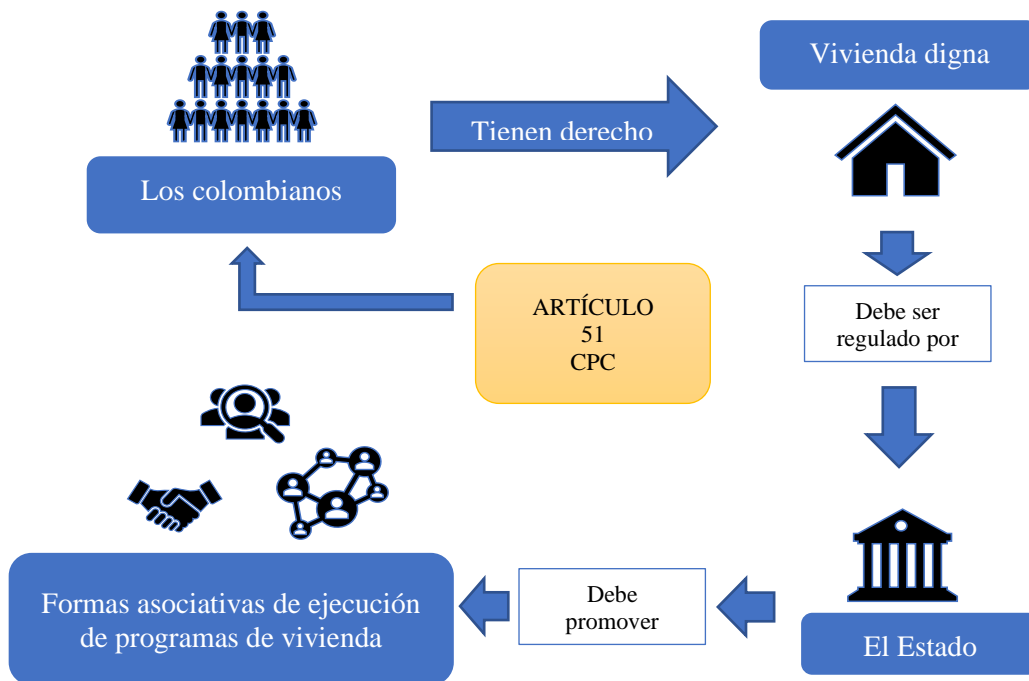 Los colombianos
Tienen derecho
Vivienda digna
ARTÍCULO
51
CPC
Debe ser
regulado por
El Estado
Debe
promover
Formas asociativas de ejecución
de programas de vivienda